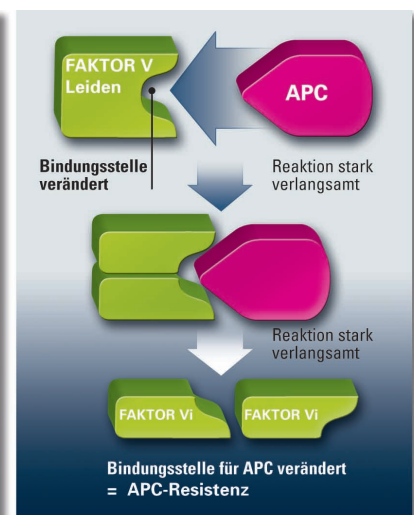 FAKTOR V
Leiden
APC
Bindungsstelle
verändert
Reaktion stark
verlangsamt
Reaktion stark
verlangsamt
FAKTOR Vi
FAKTOR Vi
Bindungsstelle für APC verändert
= APC-Resistenz